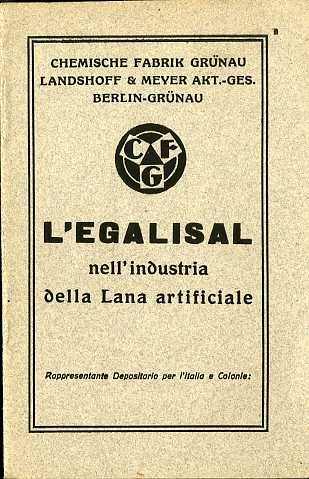 CHEMISCHE FABRIK GRÜNAU
LANDSHOFF & MEYER AKT.-GES.
BERLIN-GRÜNAU
C F G
L'EGALISAL
nell'industria
della Lana artificiale
Rappresentante Depositario per l'Italia e Colonie: